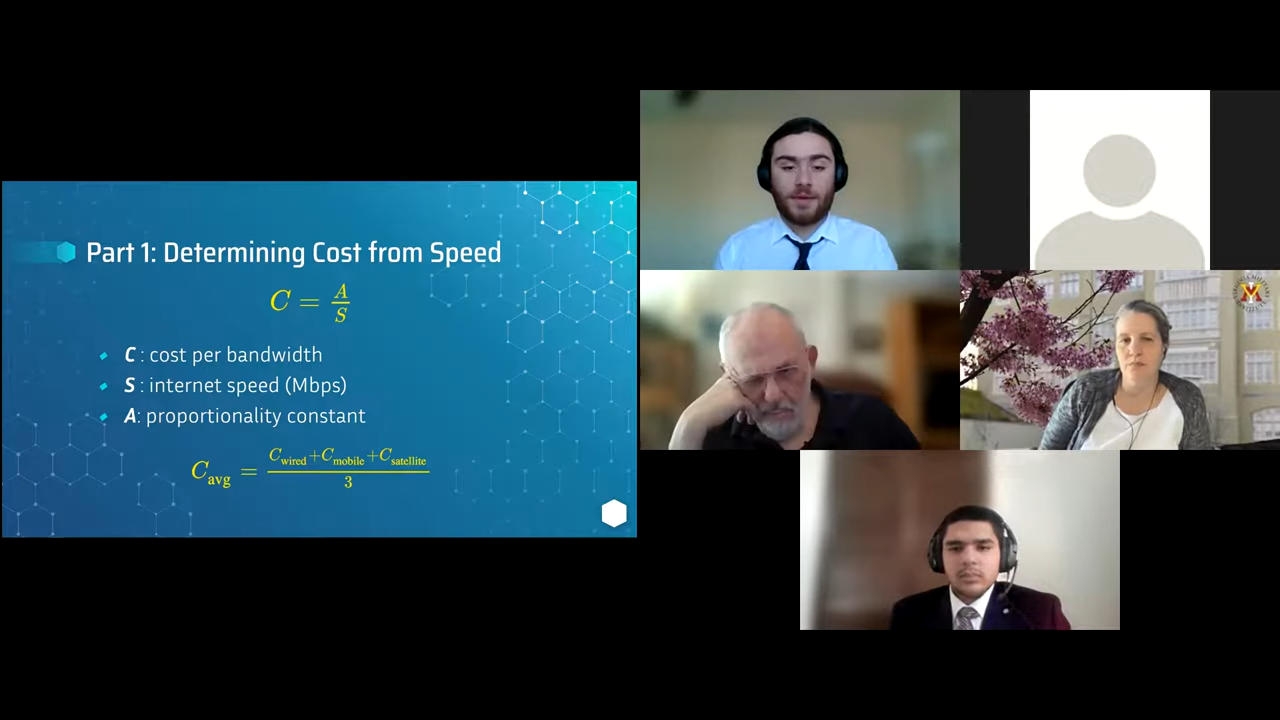 Part 1: Determining Cost from Speed
C = A/S
C : cost per bandwidth
S : internet speed (Mbps)
A: proportionality constant
C_avg = (C_wired + C_mobile + C_satellite)/3